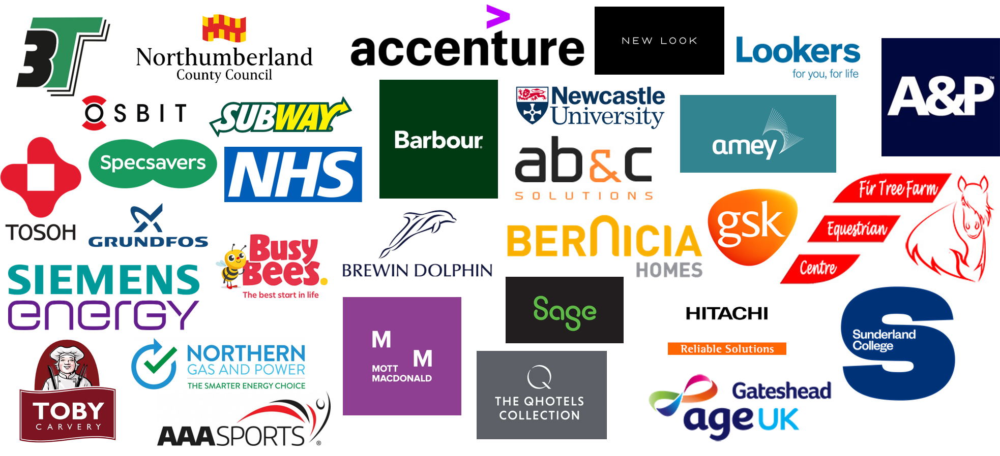 3T
Northumberland
County Council
accenture
NEW LOOK
Lookers
for you, for life
A&P™
OSBIT
SUBWAY®
Barbour.
Newcastle
University
amey
TOSOH
Specsavers
NHS
ab&c
SOLUTIONS
Fir Tree Farm
Equestrian
Centre
GRUNDFOS
Busy
Bees.
The best start in life
BREWIN DOLPHIN
BERNICIA
HOMES
gsk
SIEMENS
energy
M
M
MOTT
MACDONALD
Sage
HITACHI
Reliable Solutions
Sunderland
College
S
TOBY
CARVERY
NORTHERN
GAS AND POWER
THE SMARTER ENERGY CHOICE
AAASPORTS®
Q
THE QHOTELS
COLLECTION
Gateshead
age UK